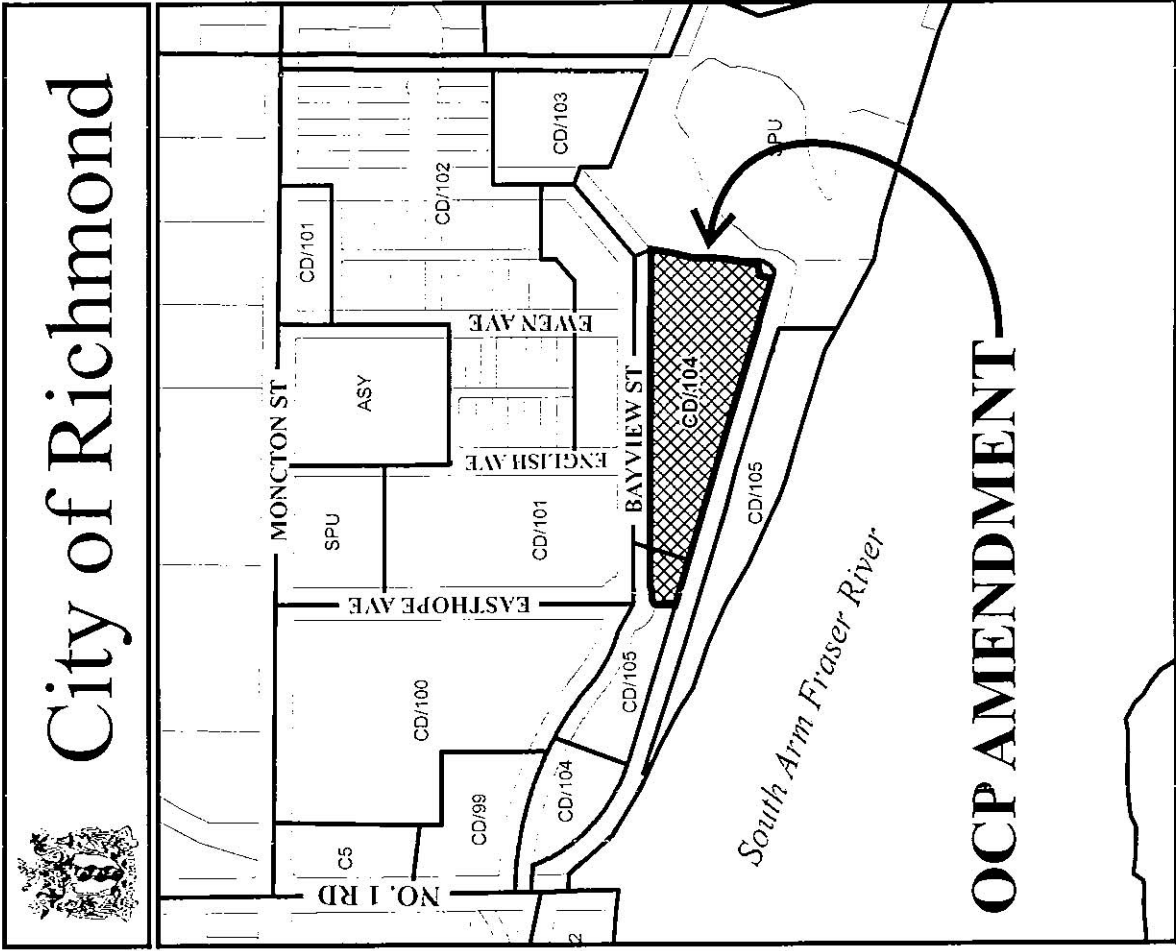 City of Richmond
MONCTON ST
CD/101
SPU
C5
ASY
NO. 1 RD
CD/100
EASTHOPE AVE
CD/102
CD/99
EWEN AVE
ENGLISH AVE
CD/101
CD/103
CD/104
2
CD/105
BAYVIEW ST
CD/104
CD/105
SPU
South Arm Fraser River
OCP AMENDMENT